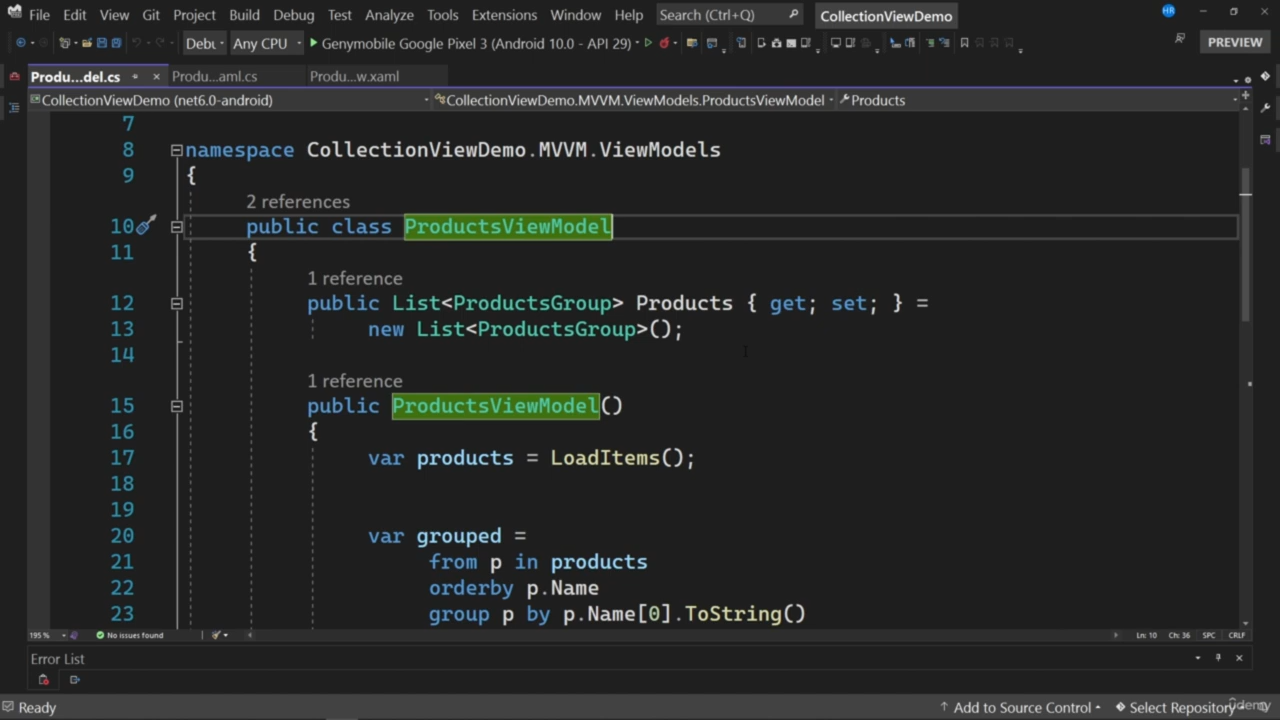 File Edit View Git Project Build Debug Test Analyze Tools Extensions Window Help Search (Ctrl+Q) CollectionViewDemo HR
Debu Any CPU Genymobile Google Pixel 3 (Android 10.0 - API 29) PREVIEW
Produ...del.cs Produ...aml.cs Produ...w.xaml
CollectionViewDemo (net6.0-android) CollectionViewDemo.MVVM.ViewModels.ProductsViewModel Products
7
8 namespace CollectionViewDemo.MVVM.ViewModels
9 {
2 references
10 public class ProductsViewModel
11 {
1 reference
12 public List<ProductsGroup> Products { get; set; } =
13 new List<ProductsGroup>();
14
1 reference
15 public ProductsViewModel()
16 {
17 var products = LoadItems();
18
19
20 var grouped =
21 from p in products
22 orderby p.Name
23 group p by p.Name[0].ToString()
195 % No issues found Ln: 10 Ch: 36 SPC CRLF
Error List
Ready Add to Source Control Select Repository
Udemy